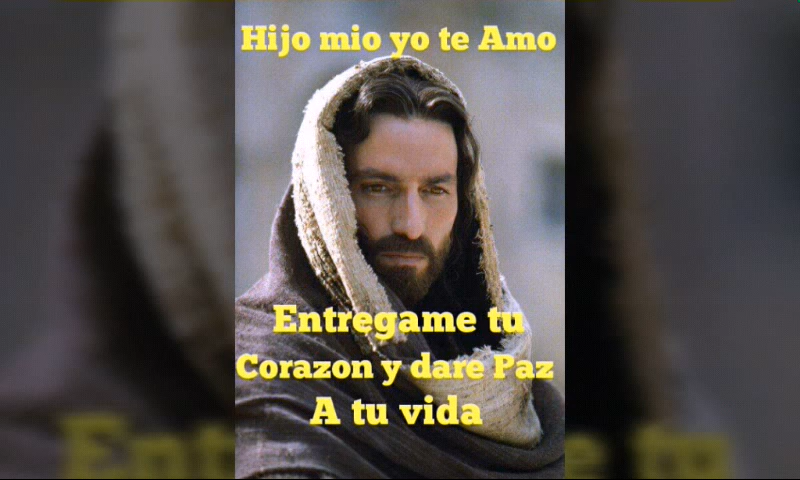 Hijo mio yo te Amo
Entregame tu
Corazon y dare Paz
A tu vida